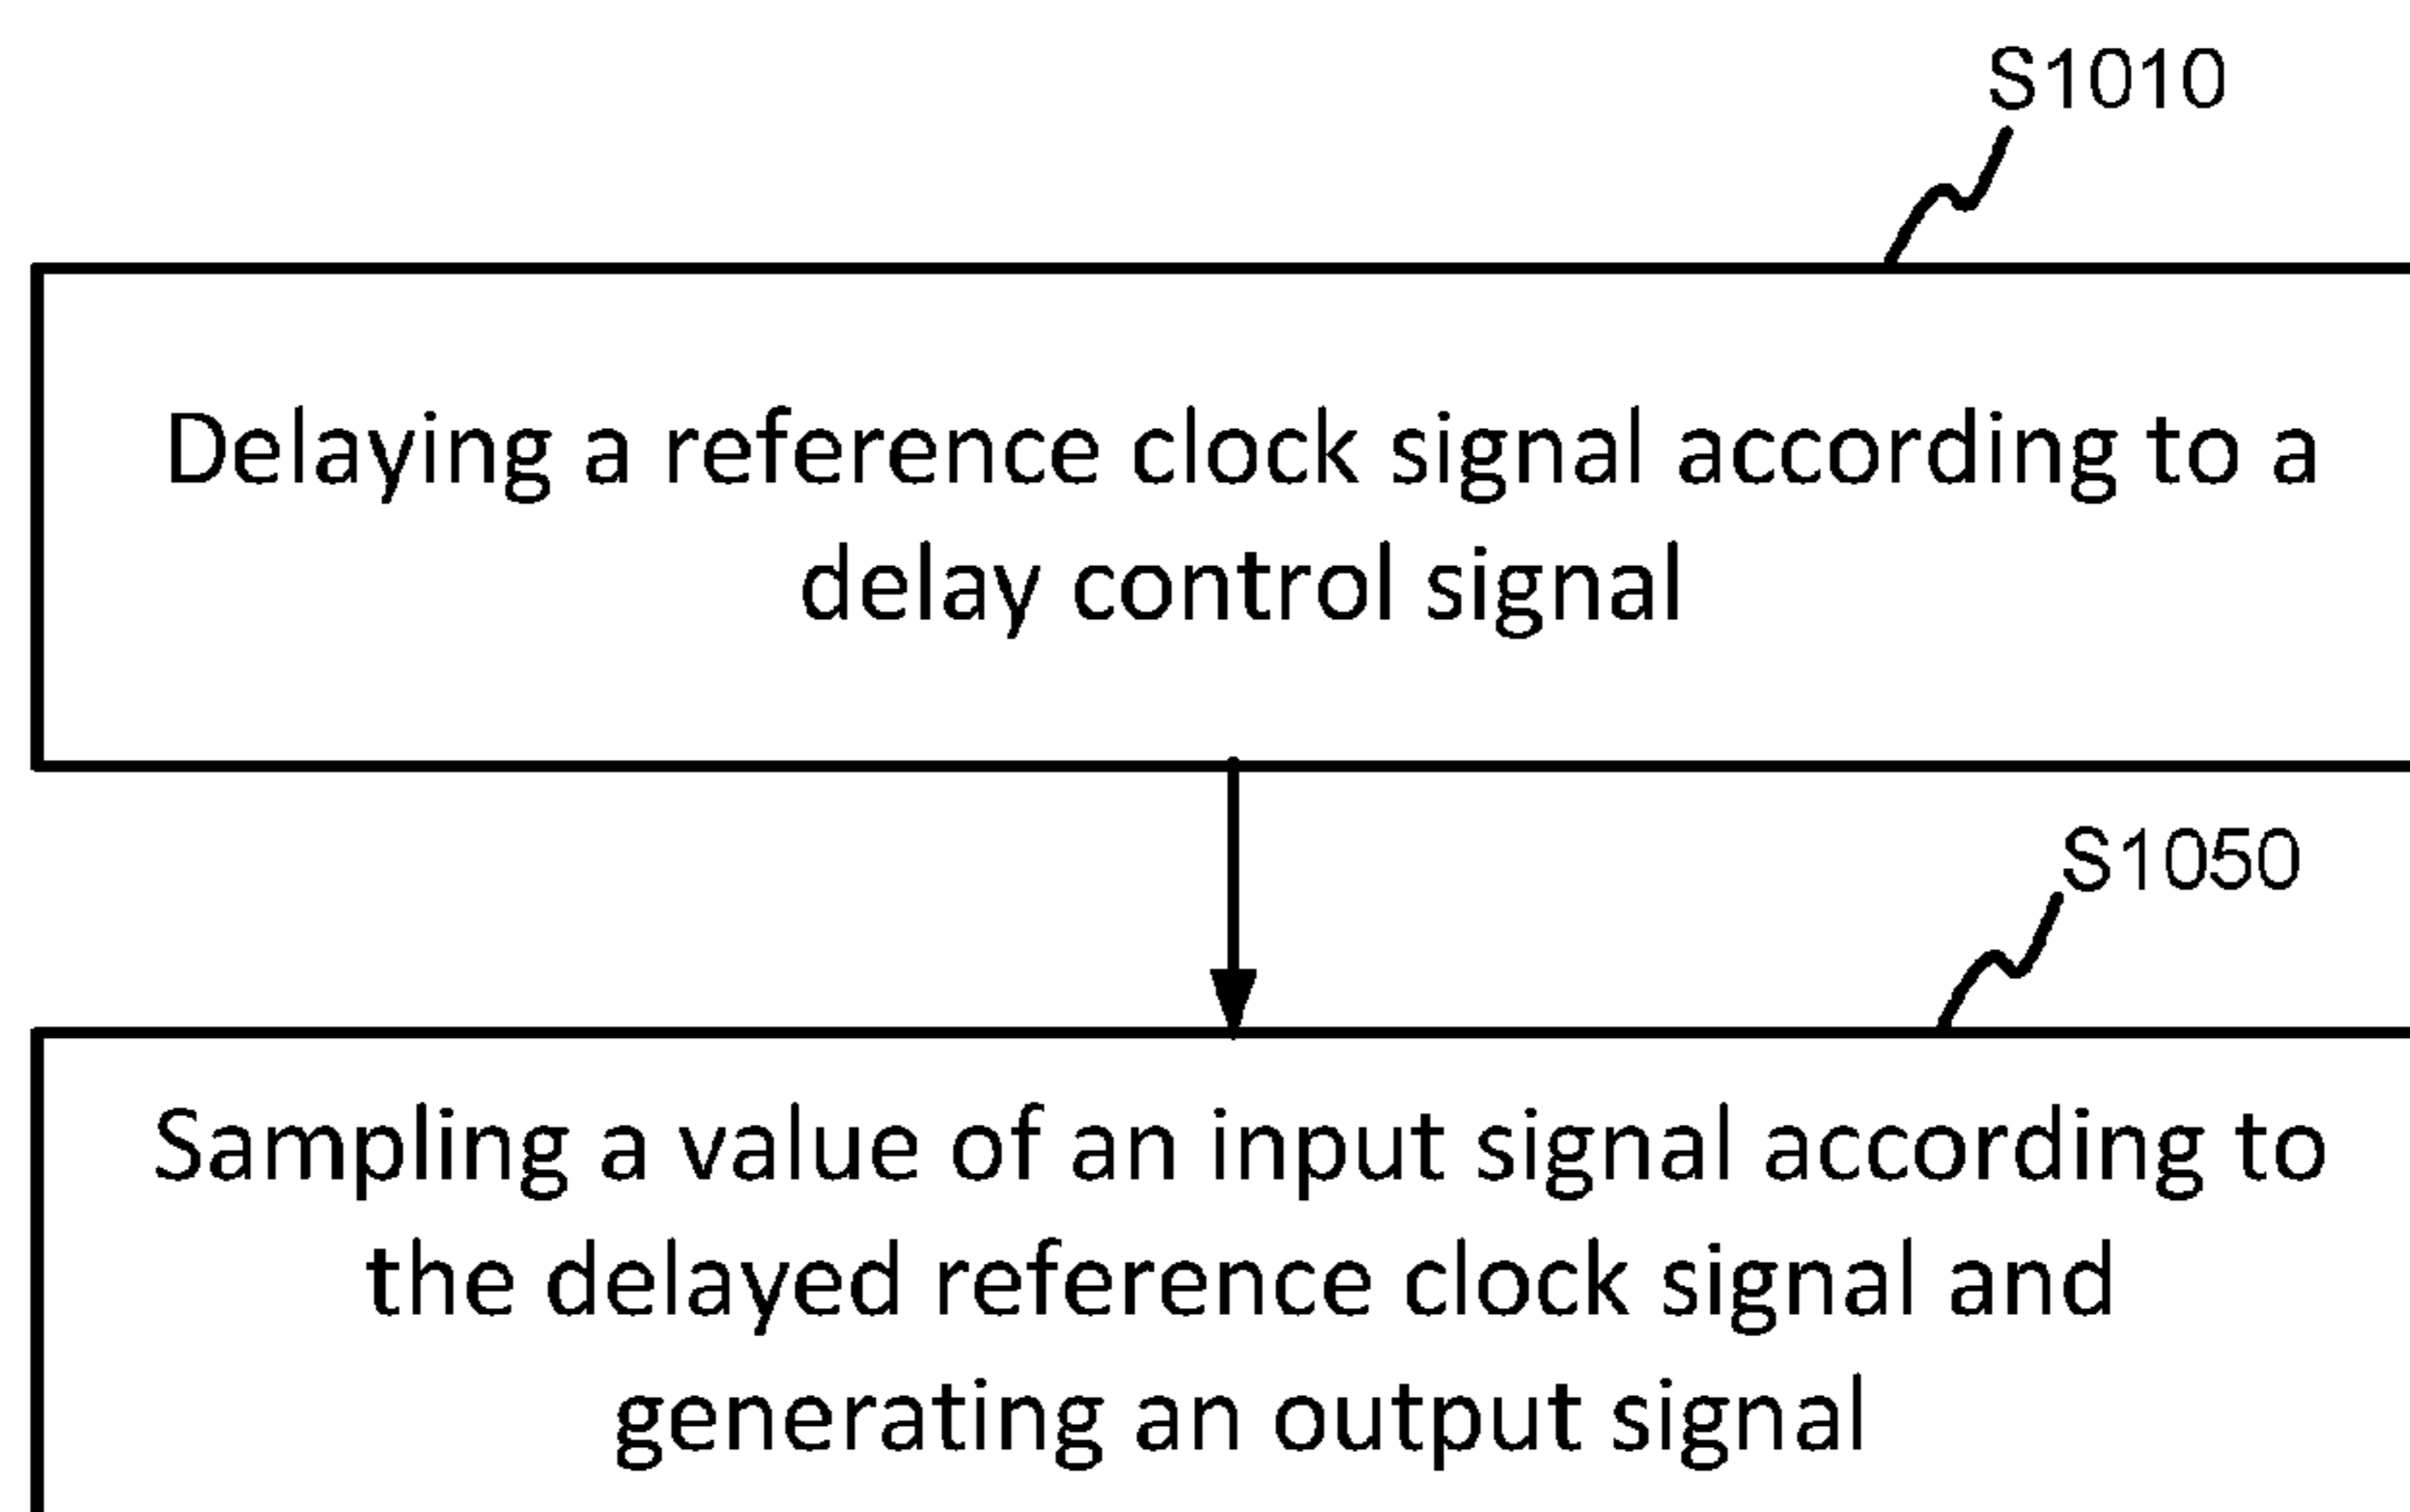 S1010
Delaying a reference clock signal according to a
delay control signal
S1050
Sampling a value of an input signal according to
the delayed reference clock signal and
generating an output signal